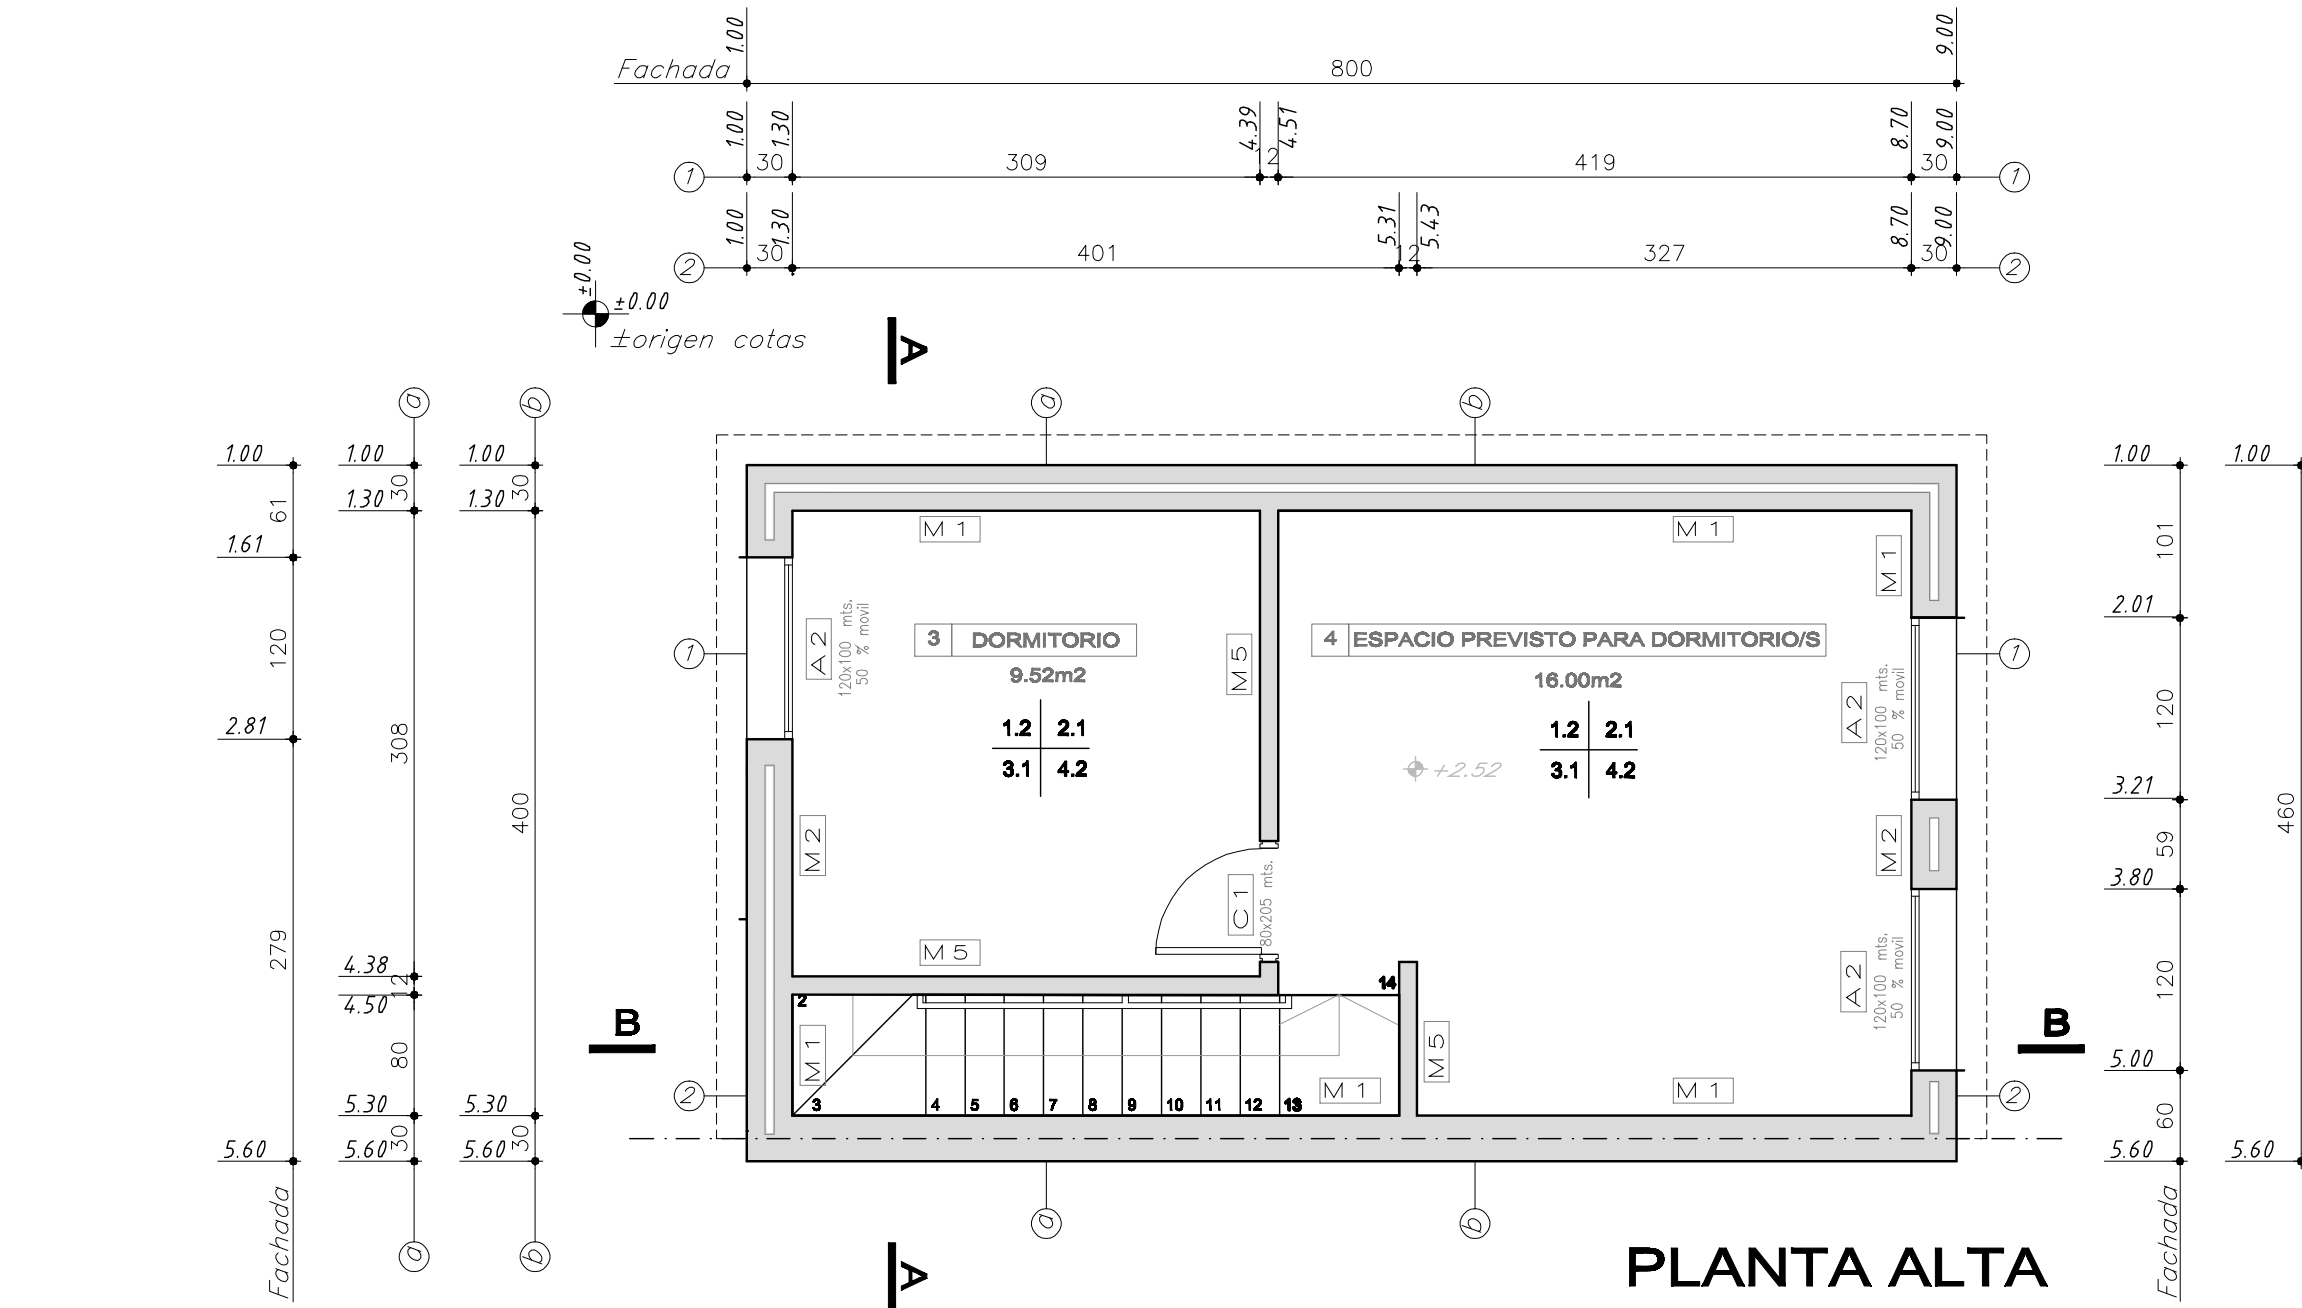 1.00
9.00
Fachada
800
1.00
1.30
4.39
4.51
8.70
9.00
1
30
309
12
419
30
1
1.00
1.30
5.31
5.43
8.70
9.00
2
30
401
12
327
30
2
±0.00
±0.00
±origen cotas
A
a
b
a
b
1.00
1.00
1.00
1.00
1.00
61
30
30
1.30
1.30
1.61
120
2.81
308
400
279
4.38
12
4.50
80
5.30
5.30
30
30
5.60
5.60
5.60
Fachada
a
b
M 1
M 1
M 1
A 2
120x100 mts.
50 % movil
3 DORMITORIO
9.52m2
1.2 2.1
3.1 4.2
M 5
4 ESPACIO PREVISTO PARA DORMITORIO/S
16.00m2
1.2 2.1
3.1 4.2
+2.52
A 2
120x100 mts.
50 % movil
1
1
M 2
M 2
C 1
80x205 mts.
M 5
A 2
120x100 mts.
50 % movil
14
2
M 1
M 5
M 1
M 1
3 4 5 6 7 8 9 10 11 12 13
B
B
2
2
101
2.01
120
3.21
59
3.80
120
5.00
60
5.60
460
5.60
Fachada
a
b
A
PLANTA ALTA